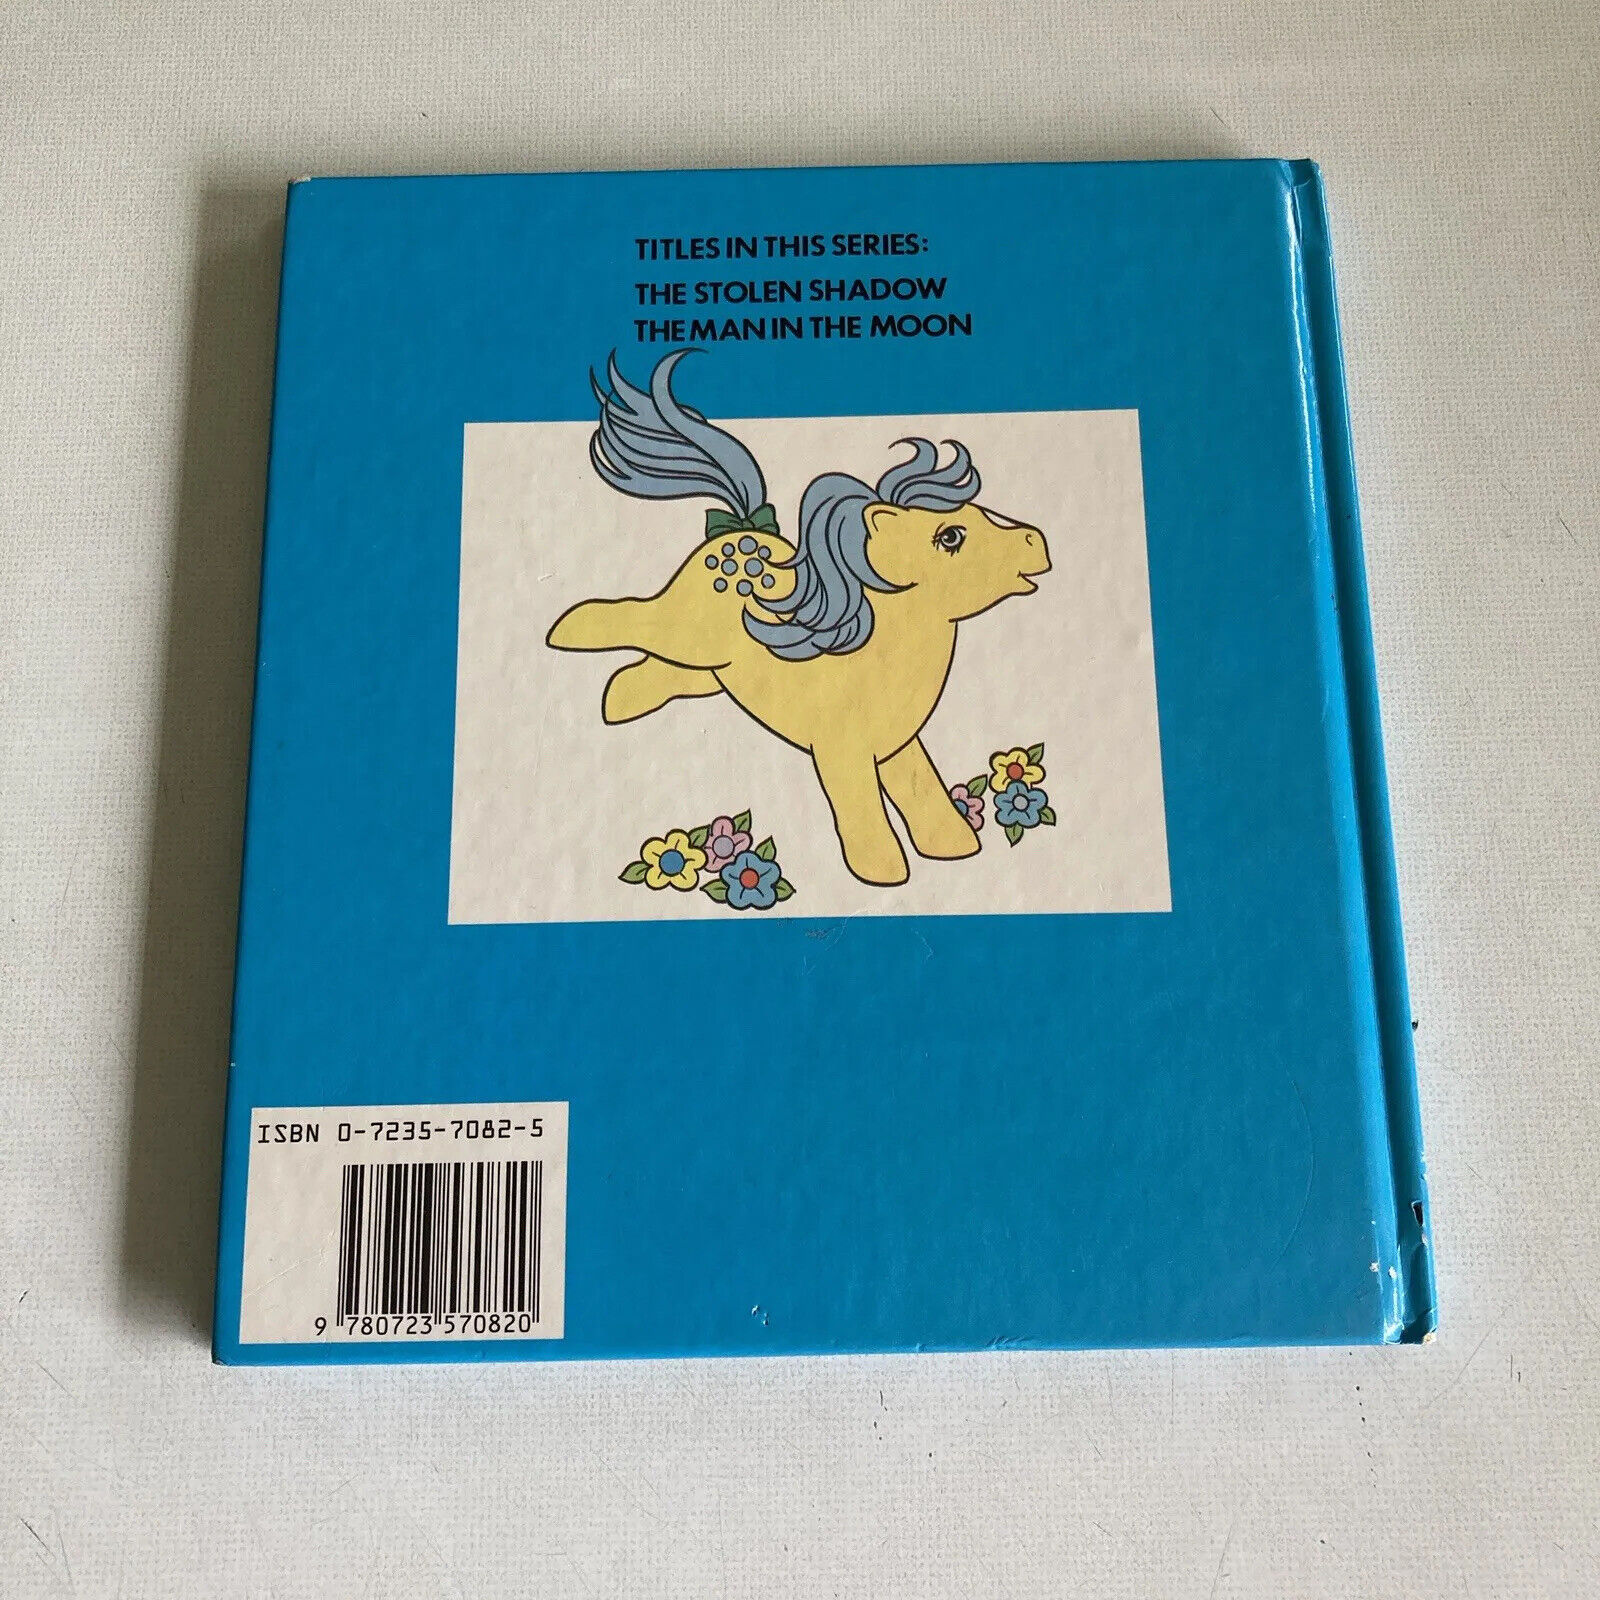 TITLES IN THIS SERIES:
THE STOLEN SHADOW
THE MAN IN THE MOON
ISBN 0-7235-7082-5
9 780723 570820